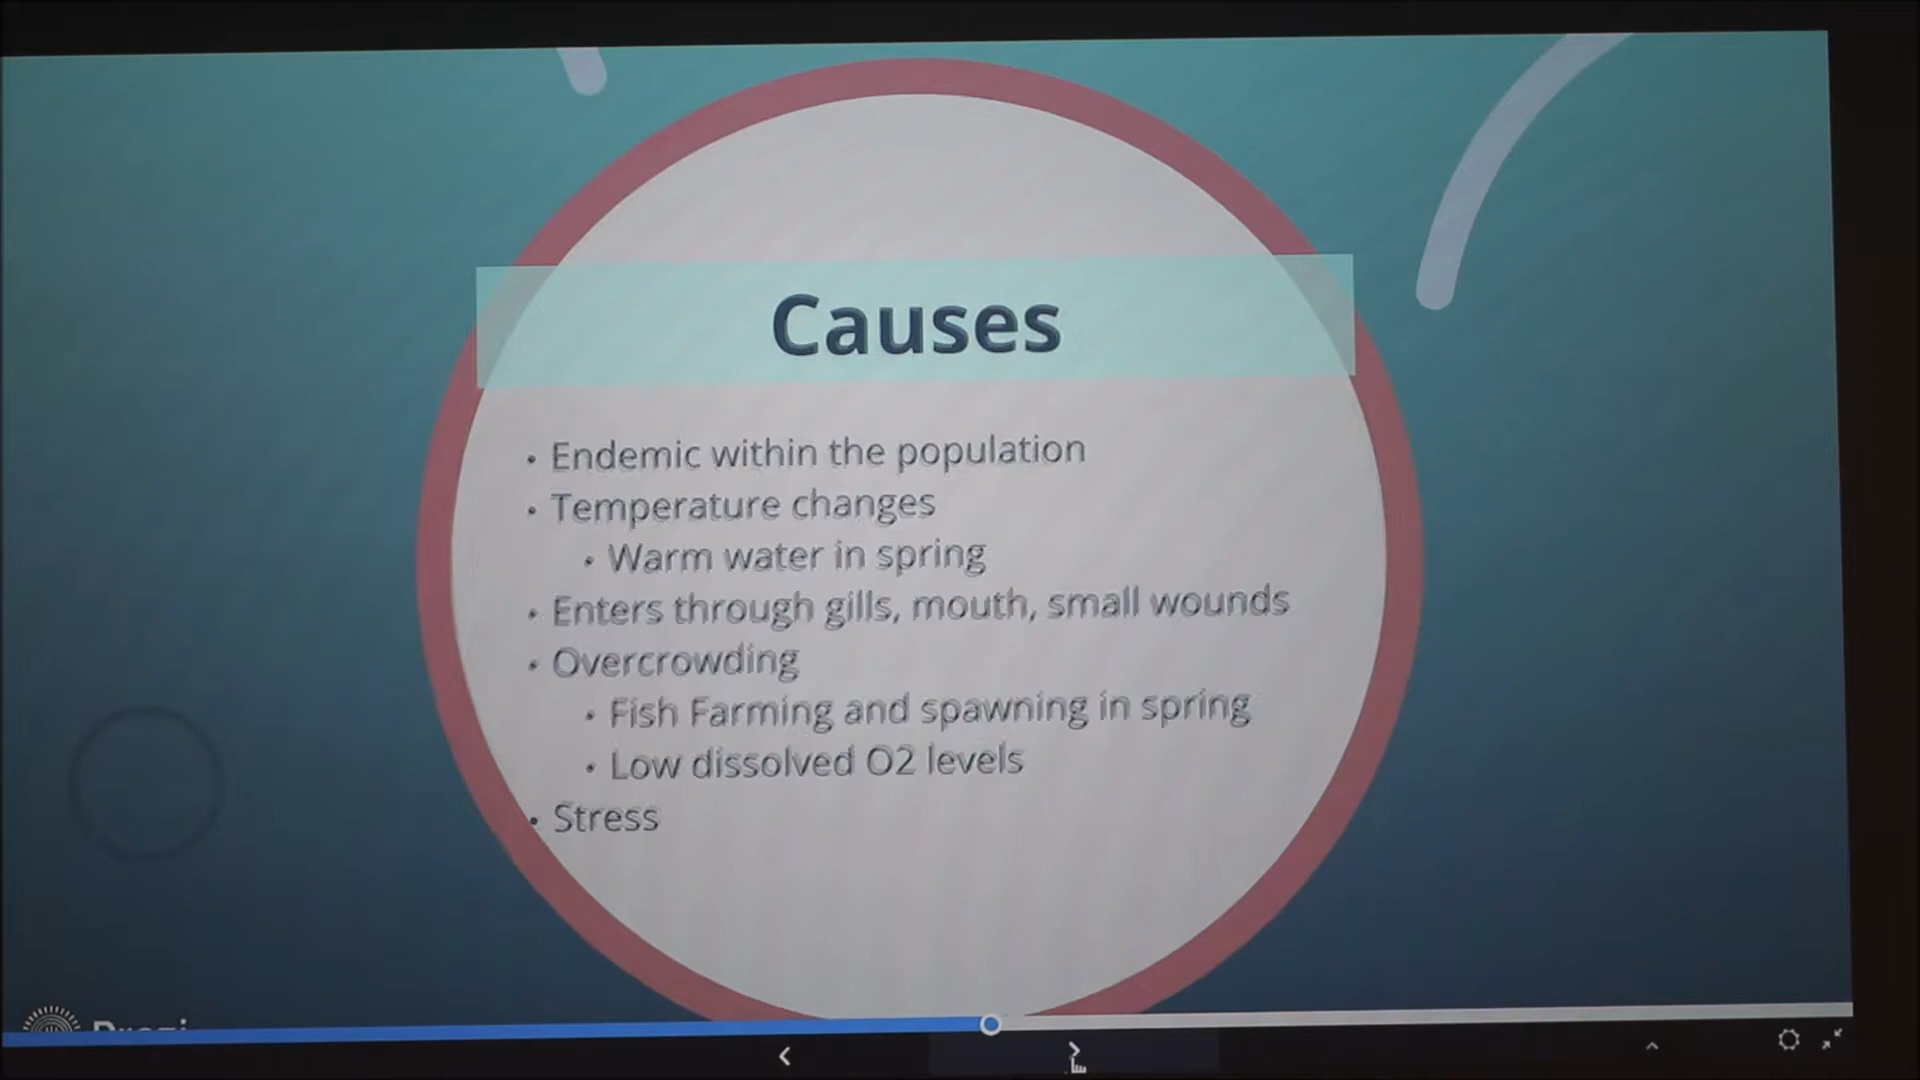 Causes
• Endemic within the population
• Temperature changes
• Warm water in spring
• Enters through gills, mouth, small wounds
• Overcrowding
• Fish Farming and spawning in spring
• Low dissolved O2 levels
• Stress
Prezi